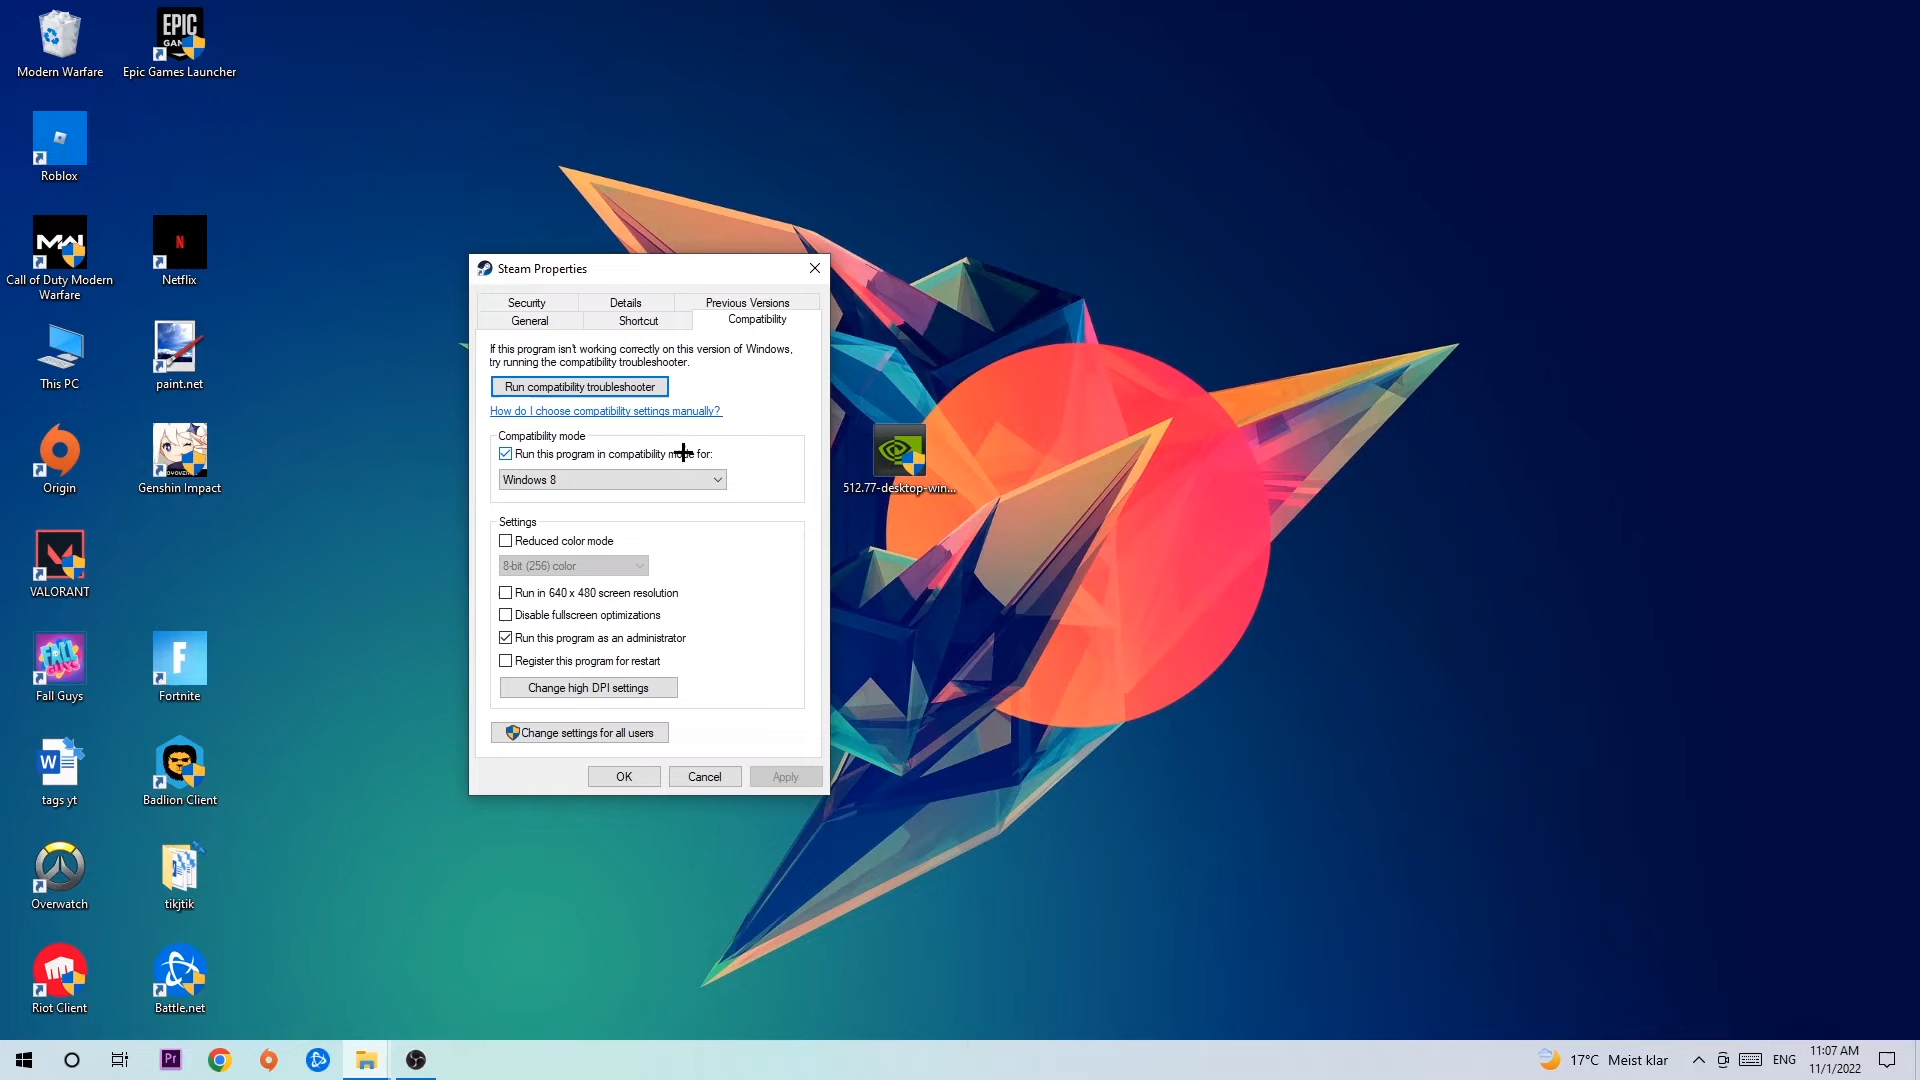 Modern Warfare
EPIC
GAMES
Epic Games Launcher
Roblox
MW
Call of Duty Modern
Warfare
N
Netflix
This PC
paint.net
Origin
Genshin Impact
VALORANT
FALL
GUYS
Fall Guys
F
Fortnite
W
tags yt
Badlion Client
Overwatch
tikjtik
Riot Client
Battle.net
512.77-desktop-win...
Steam Properties
Security
Details
Previous Versions
General
Shortcut
Compatibility
If this program isn't working correctly on this version of Windows,
try running the compatibility troubleshooter.
Run compatibility troubleshooter
How do I choose compatibility settings manually?
Compatibility mode
Run this program in compatibility mode for:
Windows 8
Settings
Reduced color mode
8-bit (256) color
Run in 640 x 480 screen resolution
Disable fullscreen optimizations
Run this program as an administrator
Register this program for restart
Change high DPI settings
Change settings for all users
OK
Cancel
Apply
Pr
17°C Meist klar
ENG
11:07 AM
11/1/2022